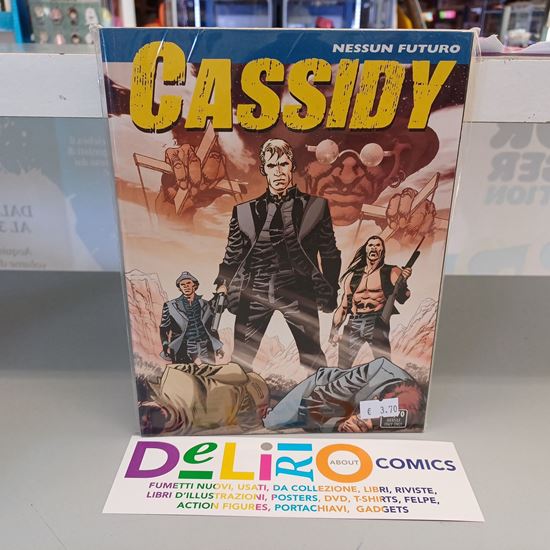 NESSUN FUTURO
CASSIDY
€ 3.70
DeLiRiO ABOUT COMICS
FUMETTI NUOVI, USATI, DA COLLEZIONE, LIBRI, RIVISTE,
LIBRI D'ILLUSTRAZIONI, POSTERS, DVD, T-SHIRTS, FELPE,
ACTION FIGURES, PORTACHIAVI, GADGETS